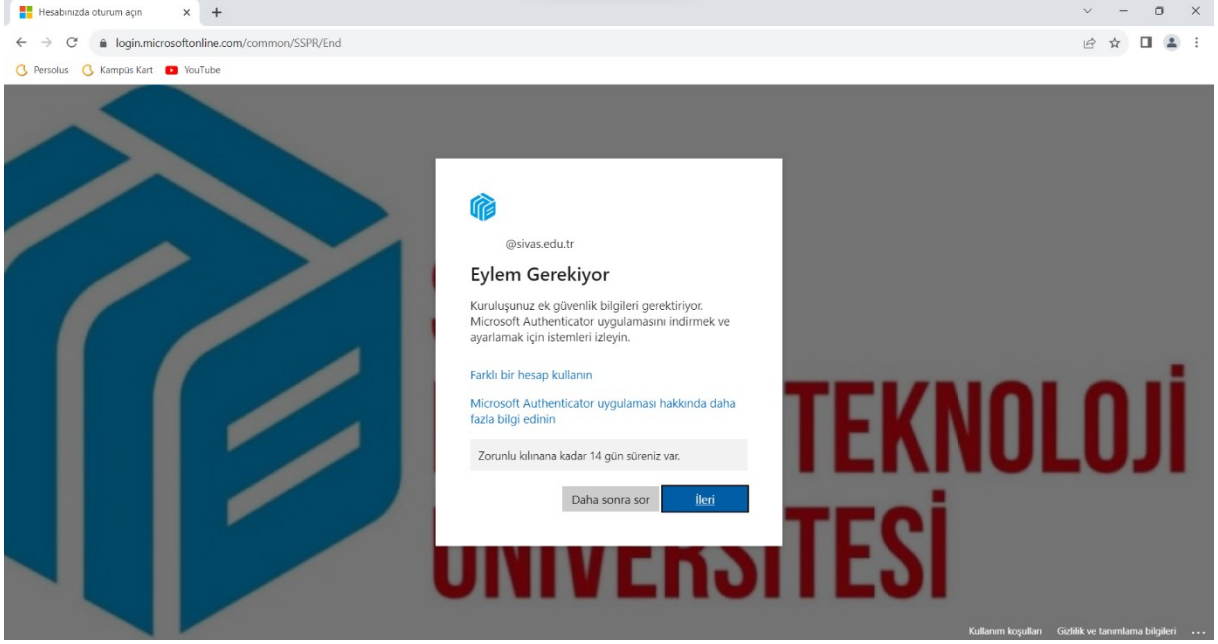 Hesabınızda oturum açın
login.microsoftonline.com/common/SSPR/End
Persolus
Kampüs Kart
YouTube
@sivas.edu.tr
Eylem Gerekiyor
Kuruluşunuz ek güvenlik bilgileri gerektiriyor.
Microsoft Authenticator uygulamasını indirmek ve
ayarlamak için istemleri izleyin.
Farklı bir hesap kullanın
Microsoft Authenticator uygulaması hakkında daha
fazla bilgi edinin
Zorunlu kılınana kadar 14 gün süreniz var.
Daha sonra sor
İleri
TEKNOLOJİ
ÜNİVERSİTESİ
Kullanım koşulları
Gizlilik ve tanımlama bilgileri